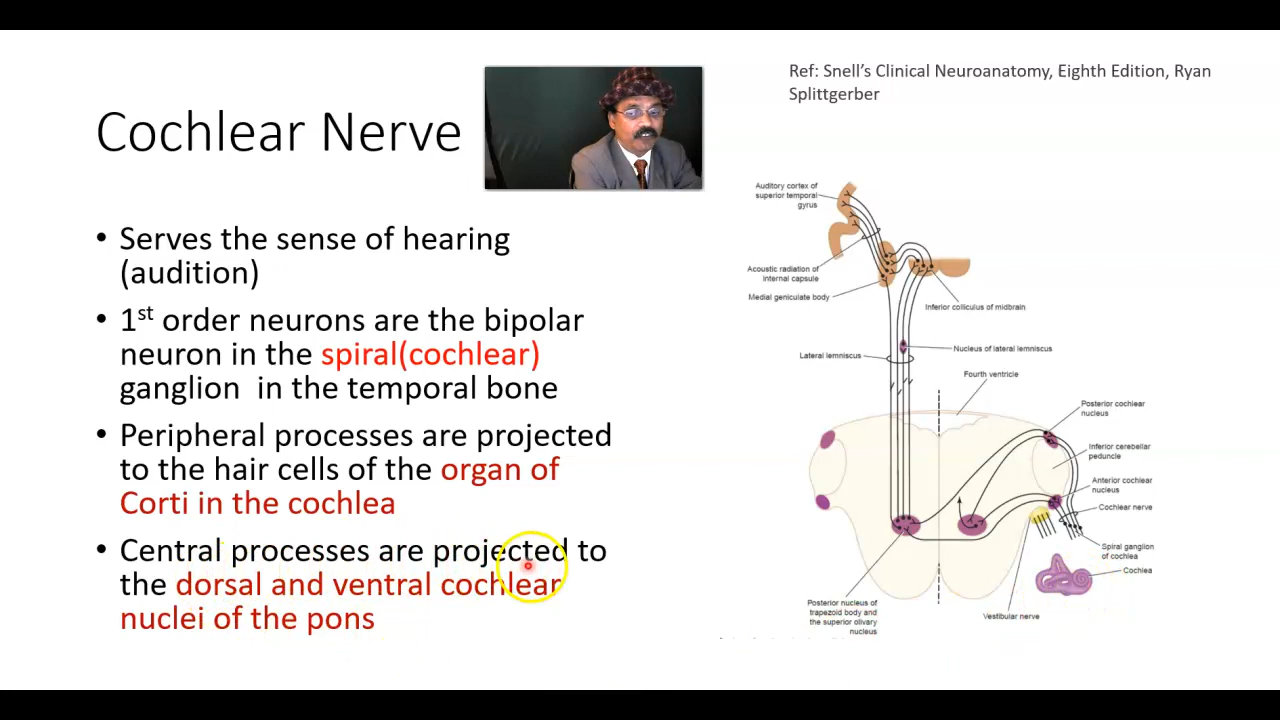 Ref: Snell's Clinical Neuroanatomy, Eighth Edition, Ryan
Splittgerber
Cochlear Nerve
• Serves the sense of hearing
(audition)
• 1st order neurons are the bipolar
neuron in the spiral(cochlear)
ganglion in the temporal bone
• Peripheral processes are projected
to the hair cells of the organ of
Corti in the cochlea
• Central processes are projected to
the dorsal and ventral cochlear
nuclei of the pons
Auditory cortex of
superior temporal
gyrus
Acoustic radiation of
internal capsule
Medial geniculate body
Inferior colliculus of midbrain
Lateral lemniscus
Nucleus of lateral lemniscus
Fourth ventricle
Posterior cochlear
nucleus
Inferior cerebellar
peduncle
Anterior cochlear
nucleus
Cochlear nerve
Spiral ganglion
of cochlea
Cochlea
Vestibular nerve
Posterior nucleus of
trapezoid body and
the superior olivary
nucleus